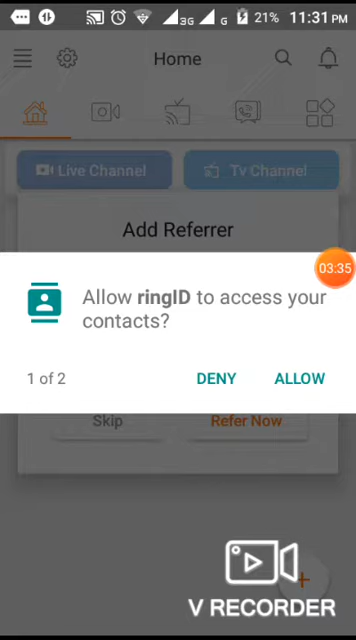 3G G 21% 11:31 PM
Home
Live Channel Tv Channel
Add Referrer
03:35
Allow ringID to access your
contacts?
1 of 2 DENY ALLOW
Skip Refer Now
V RECORDER